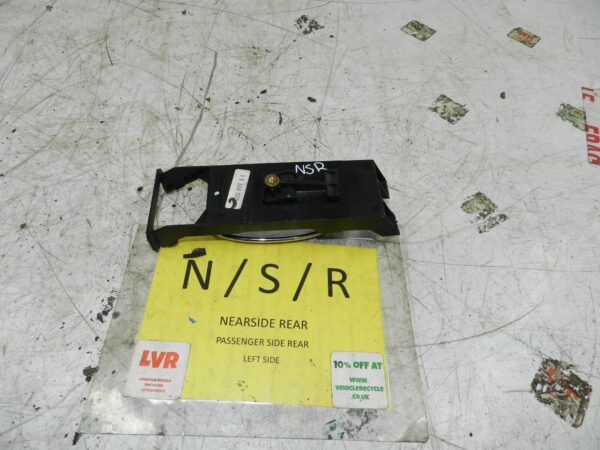 NSR
N / S / R
NEARSIDE REAR
PASSENGER SIDE REAR
LEFT SIDE
LVR
10% OFF AT
WWW.
VEHICLERECYCLE
.CO.UK